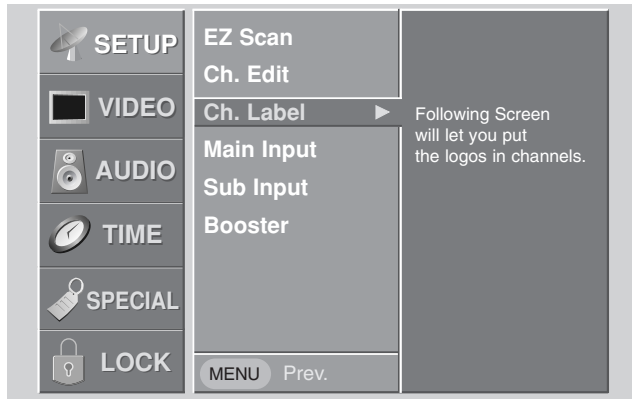 SETUP
VIDEO
AUDIO
TIME
SPECIAL
LOCK
EZ Scan
Ch. Edit
Ch. Label
Main Input
Sub Input
Booster
MENU Prev.
Following Screen
will let you put
the logos in channels.